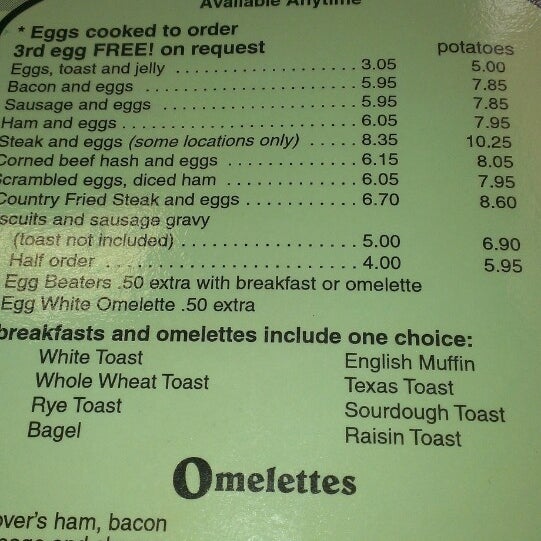 Available Anytime
* Eggs cooked to order
3rd egg FREE! on request potatoes
Eggs, toast and jelly ..................... 3.05 5.00
Bacon and eggs ......................... 5.95 7.85
Sausage and eggs ...................... 5.95 7.85
Ham and eggs .......................... 6.05 7.95
Steak and eggs (some locations only) ..... 8.35 10.25
Corned beef hash and eggs ............. 6.15 8.05
Scrambled eggs, diced ham ............. 6.05 7.95
Country Fried Steak and eggs ........... 6.70 8.60
scuits and sausage gravy
(toast not included) ..................... 5.00 6.90
Half order .............................. 4.00 5.95
Egg Beaters .50 extra with breakfast or omelette
Egg White Omelette .50 extra
breakfasts and omelettes include one choice:
White Toast English Muffin
Whole Wheat Toast Texas Toast
Rye Toast Sourdough Toast
Bagel Raisin Toast
Omelettes
over's ham, bacon